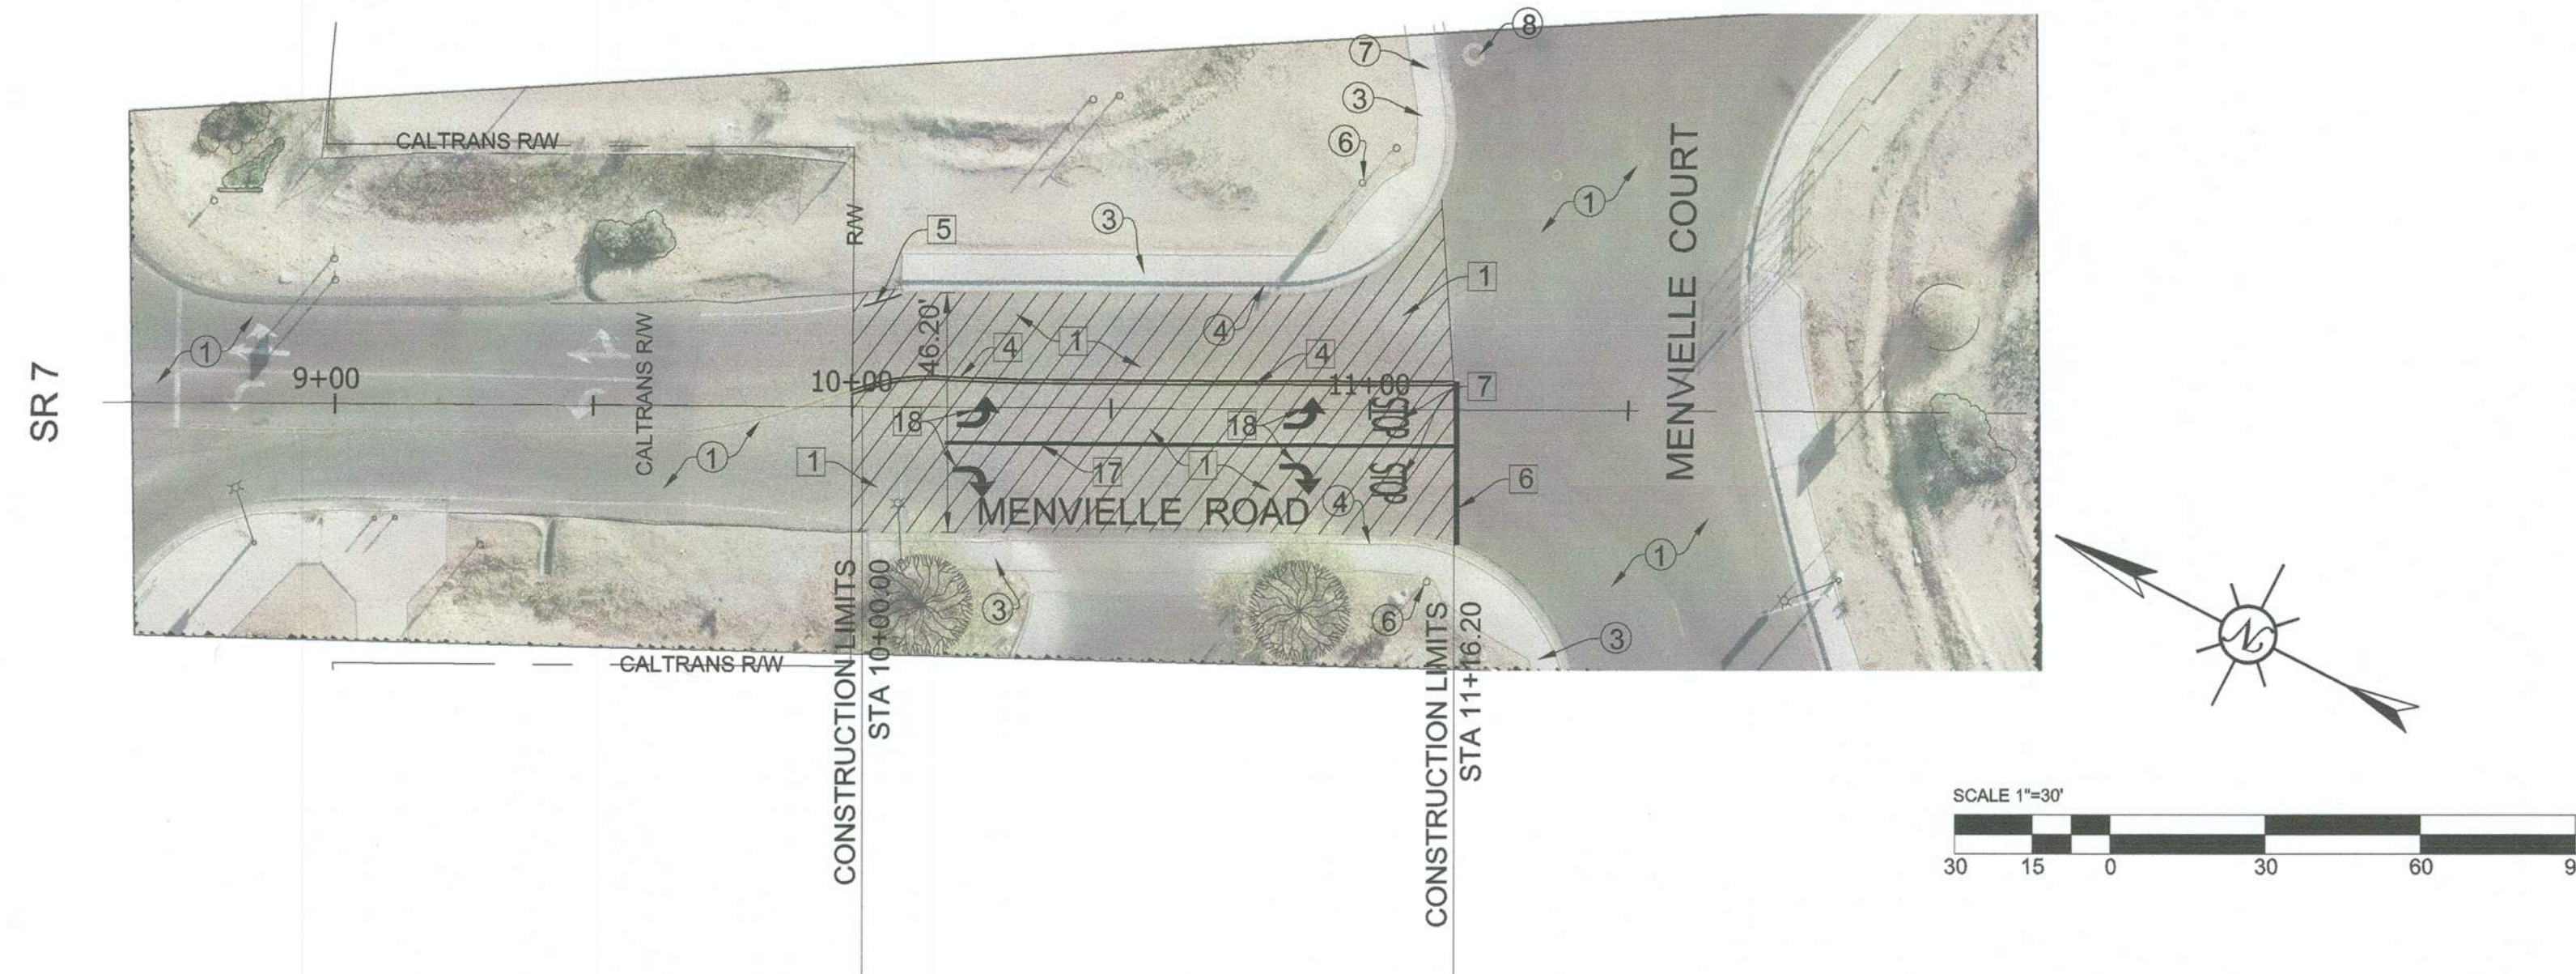 8
7
3
6
CALTRANS R/W
R/W
5
3
1
MENVIELLE COURT
1
46.20'
4
1
4
4
CALTRANS R/W
1
SR 7
9+00
10+00
11+00
7
18
18
STOP
STOP
1
1
17
1
6
MENVIELLE ROAD
4
1
3
6
3
CALTRANS R/W
CONSTRUCTION LIMITS
STA 10+00.00
CONSTRUCTION LIMITS
STA 11+16.20
N
SCALE 1"=30'
30 15 0 30 60 9